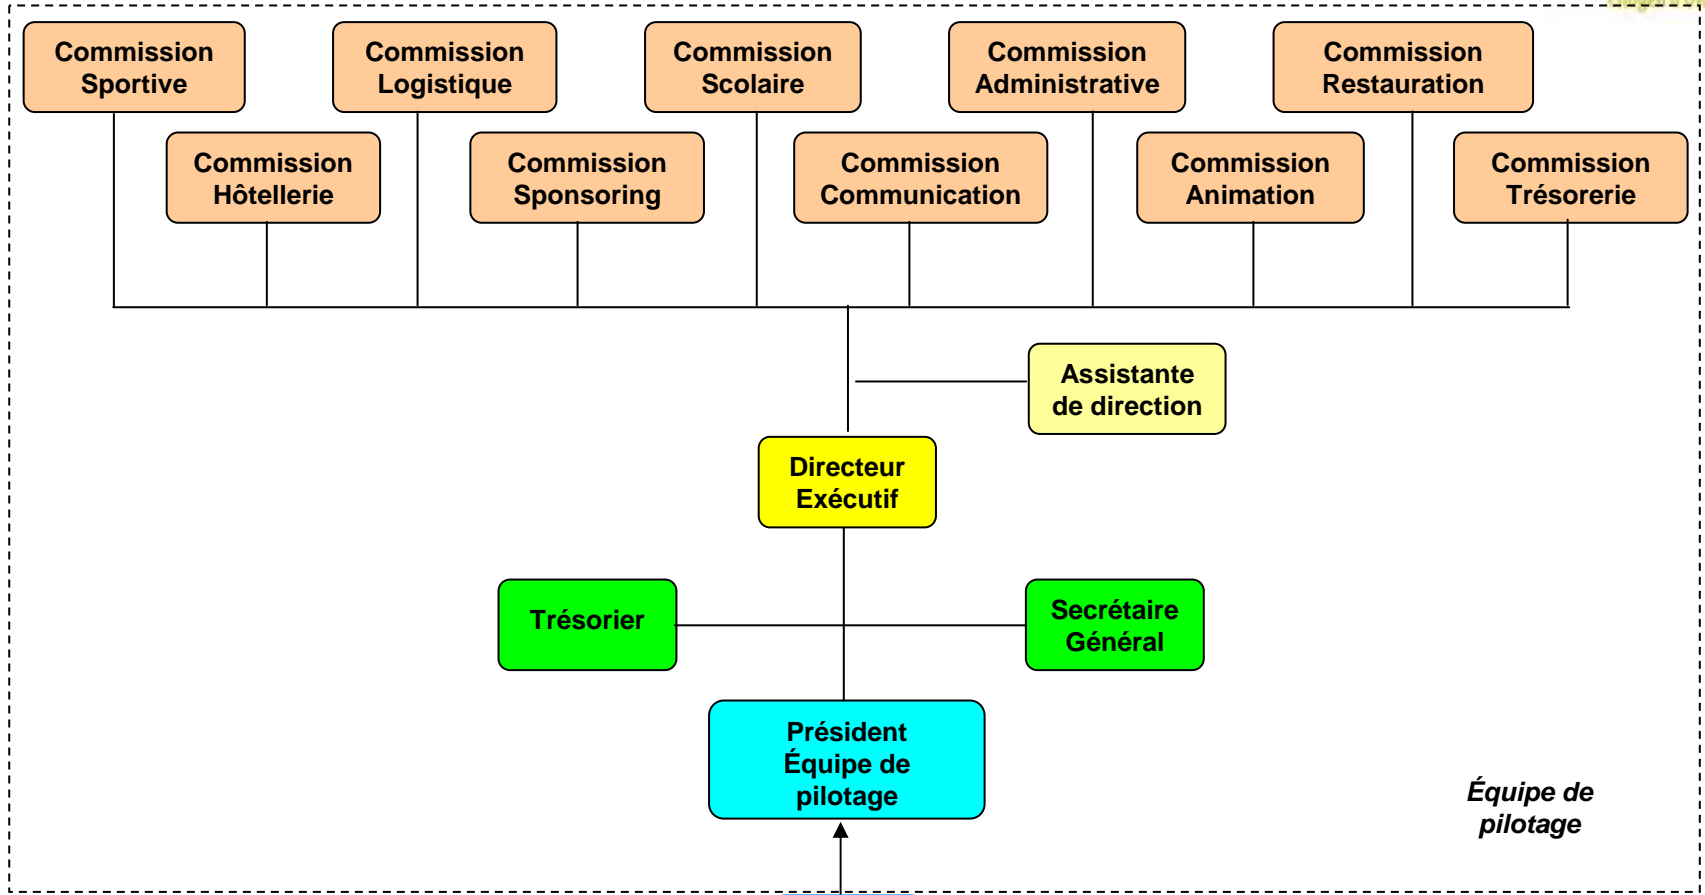 Commission
Sportive
Commission
Logistique
Commission
Scolaire
Commission
Administrative
Commission
Restauration
Commission
Hôtellerie
Commission
Sponsoring
Commission
Communication
Commission
Animation
Commission
Trésorerie
Assistante
de direction
Directeur
Exécutif
Trésorier
Secrétaire
Général
Président
Équipe de
pilotage
Équipe de
pilotage